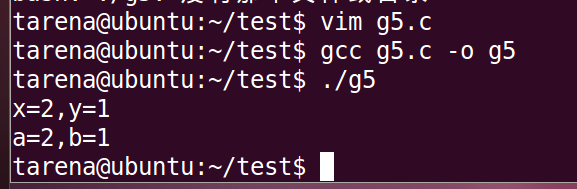 tarena@ubuntu:~/test$ vim g5.c
tarena@ubuntu:~/test$ gcc g5.c -o g5
tarena@ubuntu:~/test$ ./g5
x=2,y=1
a=2,b=1
tarena@ubuntu:~/test$